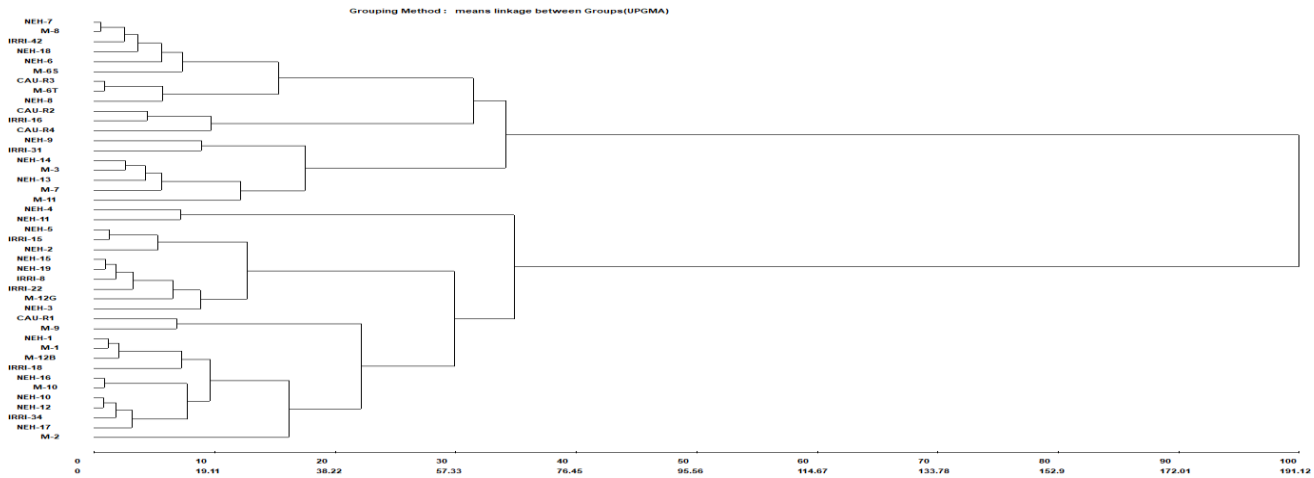 Grouping Method : means linkage between Groups(UPGMA)
NEH-7
M-8
IRRI-42
NEH-18
NEH-6
M-6S
CAU-R3
M-6T
NEH-8
CAU-R2
IRRI-16
CAU-R4
NEH-9
IRRI-31
NEH-14
M-3
NEH-13
M-7
M-11
NEH-4
NEH-11
NEH-5
IRRI-15
NEH-2
NEH-15
NEH-19
IRRI-8
IRRI-22
M-12G
NEH-3
CAU-R1
M-9
NEH-1
M-1
M-12B
IRRI-18
NEH-16
M-10
NEH-10
NEH-12
IRRI-34
NEH-17
M-2
0 10 20 30 40 50 60 70 80 90 100
0 19.11 38.22 57.33 76.45 95.56 114.67 133.78 152.9 172.01 191.12